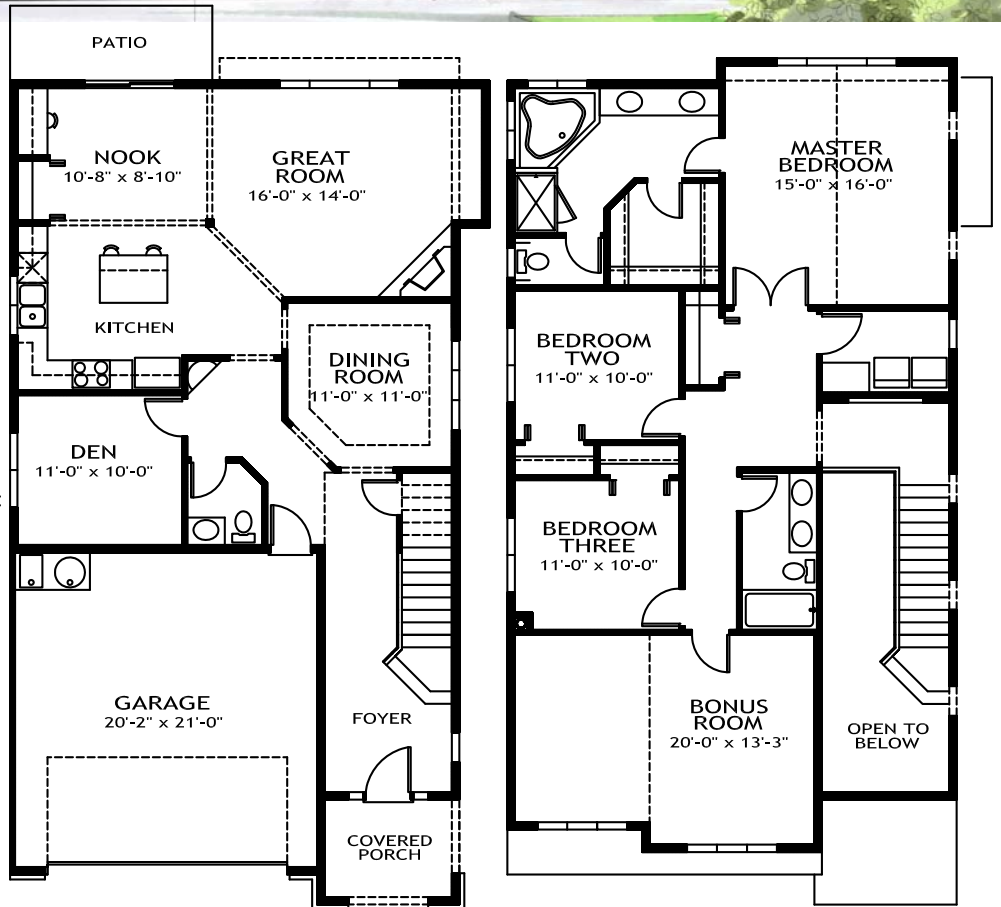 PATIO
NOOK
10'-8" x 8'-10"
GREAT
ROOM
16'-0" x 14'-0"
KITCHEN
DINING
ROOM
11'-0" x 11'-0"
DEN
11'-0" x 10'-0"
GARAGE
20'-2" x 21'-0"
FOYER
COVERED
PORCH
MASTER
BEDROOM
15'-0" x 16'-0"
BEDROOM
TWO
11'-0" x 10'-0"
BEDROOM
THREE
11'-0" x 10'-0"
BONUS
ROOM
20'-0" x 13'-3"
OPEN TO
BELOW